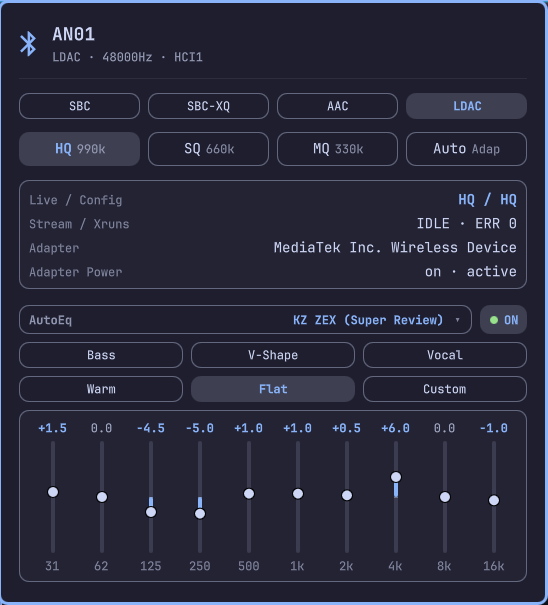 AN01
LDAC · 48000Hz · HCI1
SBC SBC-XQ AAC LDAC
HQ 990k SQ 660k MQ 330k Auto Adap
Live / Config HQ / HQ
Stream / Xruns IDLE · ERR 0
Adapter MediaTek Inc. Wireless Device
Adapter Power on · active
AutoEq KZ ZEX (Super Review) ▾ ON
Bass V-Shape Vocal
Warm Flat Custom
+1.5 0.0 -4.5 -5.0 +1.0 +1.0 +0.5 +6.0 0.0 -1.0
31 62 125 250 500 1k 2k 4k 8k 16k